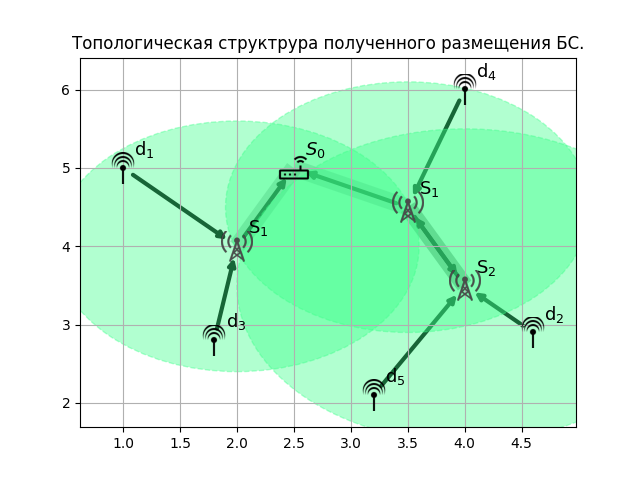 Топологическая структрура полученного размещения БС.
d₄
d₁
S₀
S₁
S₁
S₂
d₃
d₂
d₅
6
5
4
3
2
1.0 1.5 2.0 2.5 3.0 3.5 4.0 4.5